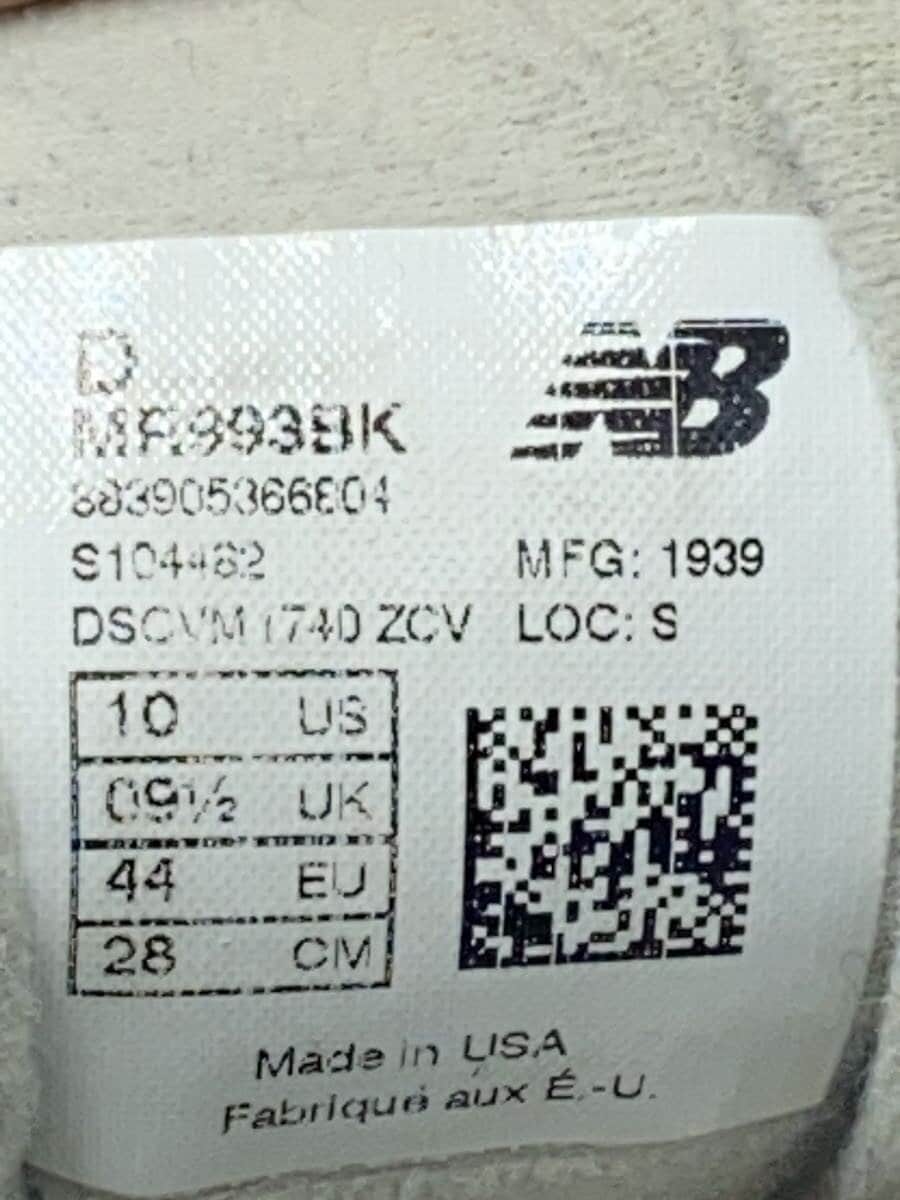 D
NB
MR993BK
883905366804
S104462
MFG: 1939
DSCVM 1740 ZCV
LOC: S
10 US
09½ UK
44 EU
28 CM
Made in USA
Fabriqué aux É.-U.